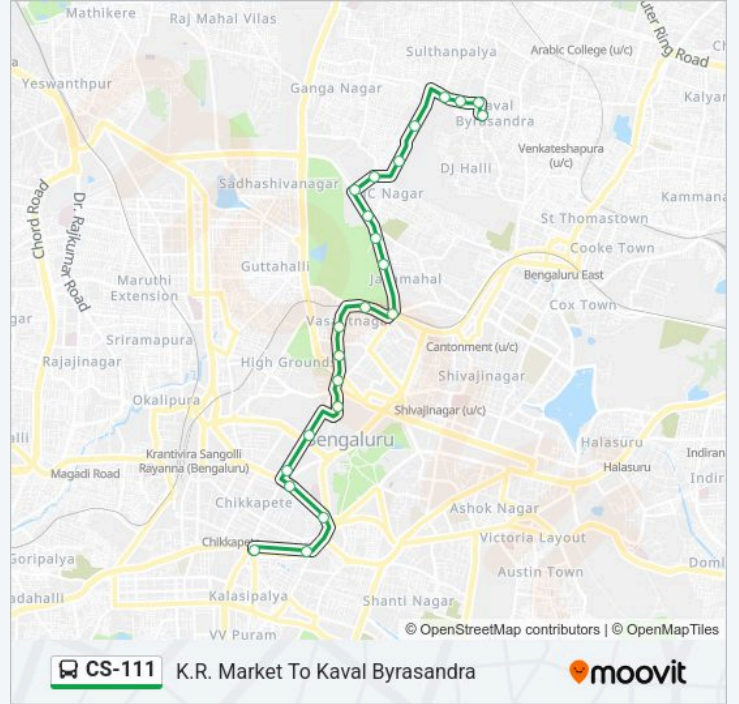 Mathikere
Raj Mahal Vilas
Outer Ring Road
Sulthanpalya
Arabic College (u/c)
Yeswanthpur
Ganga Nagar
Kaval
Byrasandra
Venkateshapura
(u/c)
DJ Halli
Sadhashivanagar
Chord Road
Dr. Rajkumar Road
St Thomastown
Cooke Town
Guttahalli
Bengaluru East
Maruthi
Extension
Cox Town
Sriramapura
Cantonment (u/c)
Rajajinagar
High Grounds
Shivajinagar
Okalipura
Shivajinagar (u/c)
Bengaluru
Halasuru
Krantivira Sangolli
Rayanna (Bengaluru)
Magadi Road
Halasuru
Chikkapete
Ashok Nagar
Victoria Layout
Goripalya
Austin Town
Kalasipalya
Shanti Nagar
VV Puram
© OpenStreetMap contributors | © OpenMapTiles
CS-111 K.R. Market To Kaval Byrasandra
moovit